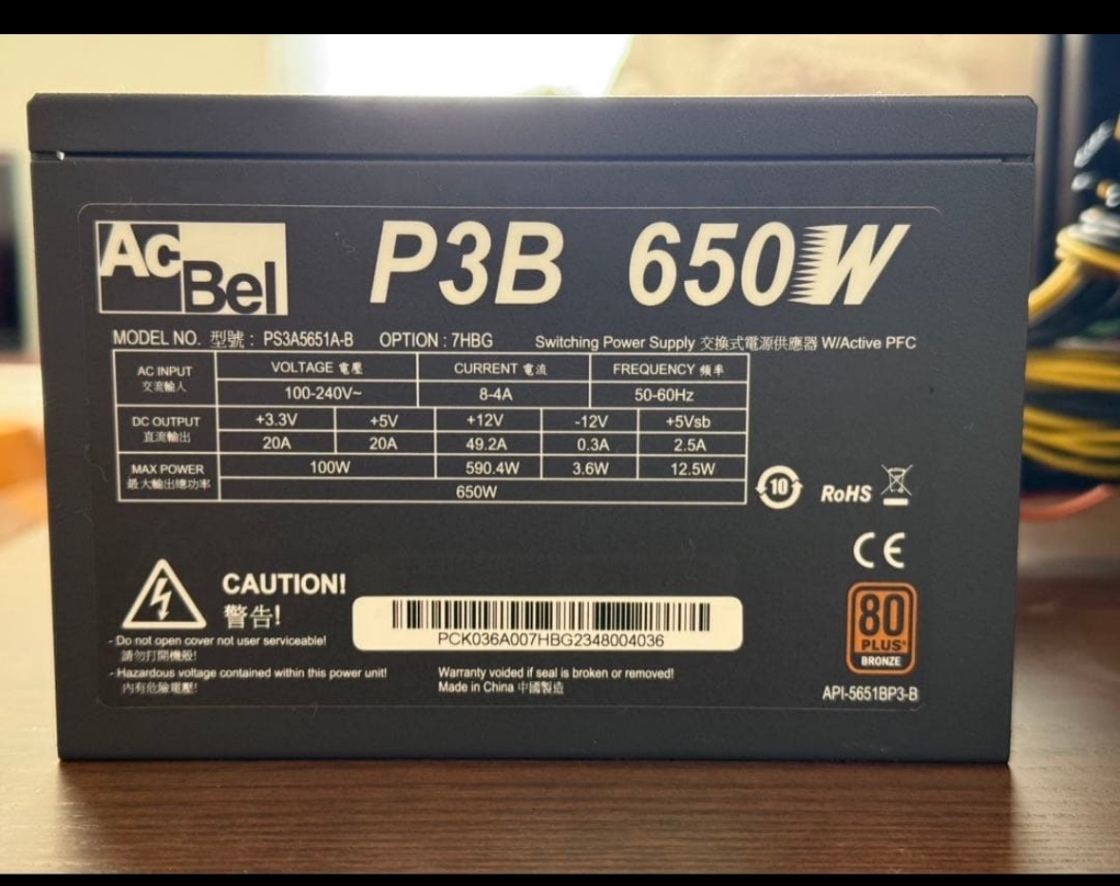 AcBel
P3B 650W
MODEL NO. 型號 : PS3A5651A-B OPTION : 7HBG Switching Power Supply 交換式電源供應器 W/Active PFC
AC INPUT 交流輸入 VOLTAGE 電壓 CURRENT 電流 FREQUENCY 頻率
100-240V~ 8-4A 50-60Hz
DC OUTPUT 直流輸出 +3.3V +5V +12V -12V +5Vsb
20A 20A 49.2A 0.3A 2.5A
MAX POWER 最大輸出總功率 100W 590.4W 3.6W 12.5W
650W
10
RoHS
CE
CAUTION!
警告!
- Do not open cover not user serviceable!
請勿打開機殼!
- Hazardous voltage contained within this power unit!
內有危險電壓!
PCK036A007HBG2348004036
Warranty voided if seal is broken or removed!
Made in China 中國製造
80
PLUS
BRONZE
API-5651BP3-B